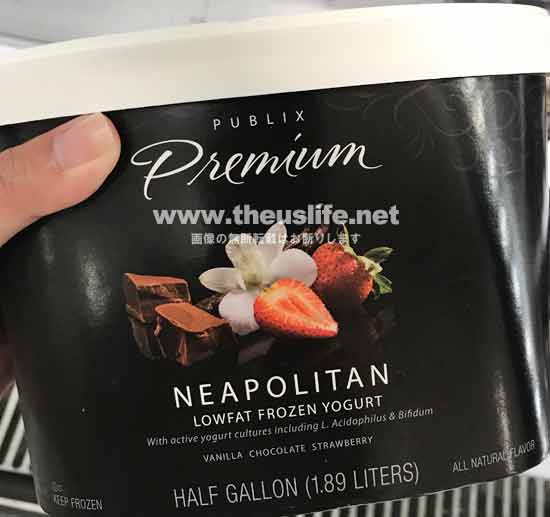 PUBLIX
Premium
www.theuslife.net
画像の無断転載はお断りします
NEAPOLITAN
LOWFAT FROZEN YOGURT
With active yogurt cultures including L. Acidophilus & Bifidum
VANILLA CHOCOLATE STRAWBERRY
KEEP FROZEN
HALF GALLON (1.89 LITERS)
ALL NATURAL FLAVOR